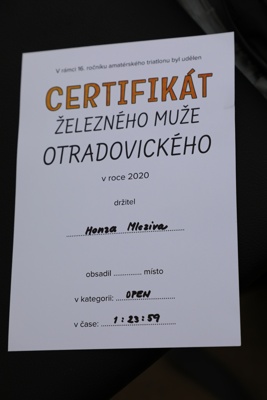 V rámci 16. ročníku amatérského triatlonu byl udělen
CERTIFIKÁT
ŽELEZNÉHO MUŽE
OTRADOVICKÉHO
v roce 2020
držitel
Honza Mloziva
obsadil ............. místo
v kategorii: OPEN
v čase: 1:23:59